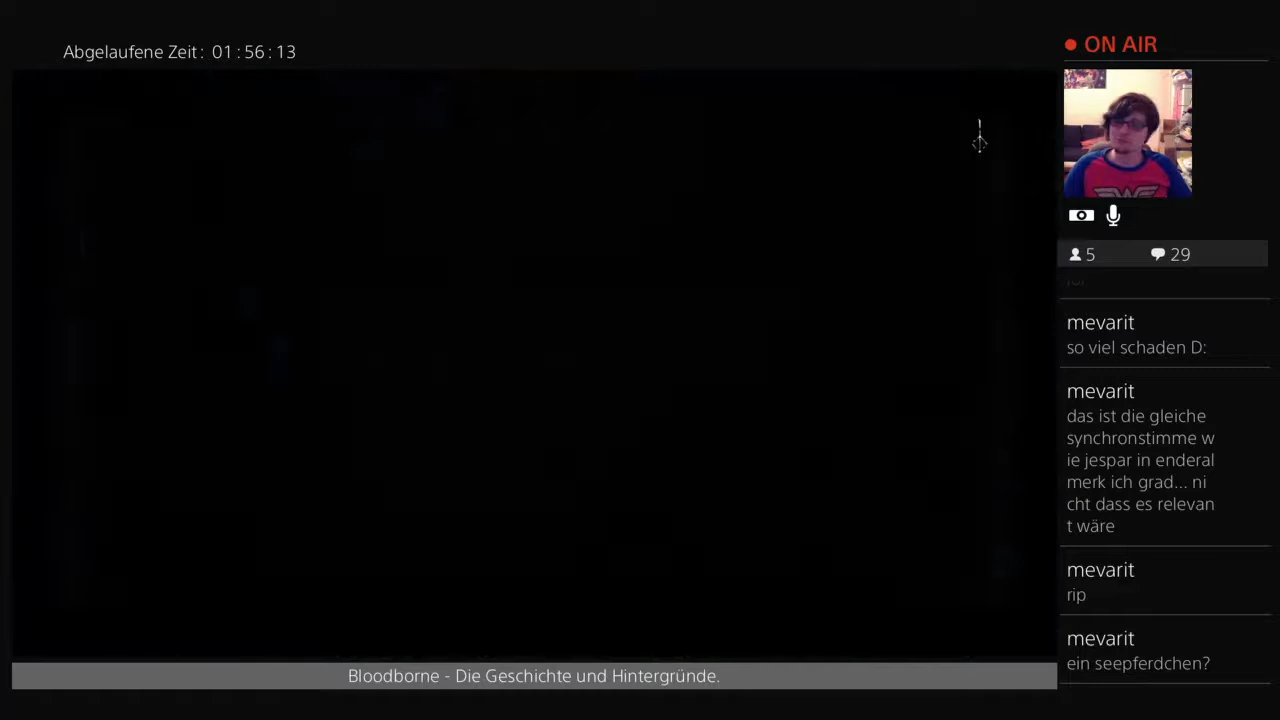 Abgelaufene Zeit: 01:56:13
ON AIR
5 29
mevarit
so viel schaden D:
mevarit
das ist die gleiche
synchronstimme w
ie jespar in enderal
merk ich grad... ni
cht dass es relevan
t wäre
mevarit
rip
mevarit
ein seepferdchen?
Bloodborne - Die Geschichte und Hintergründe.